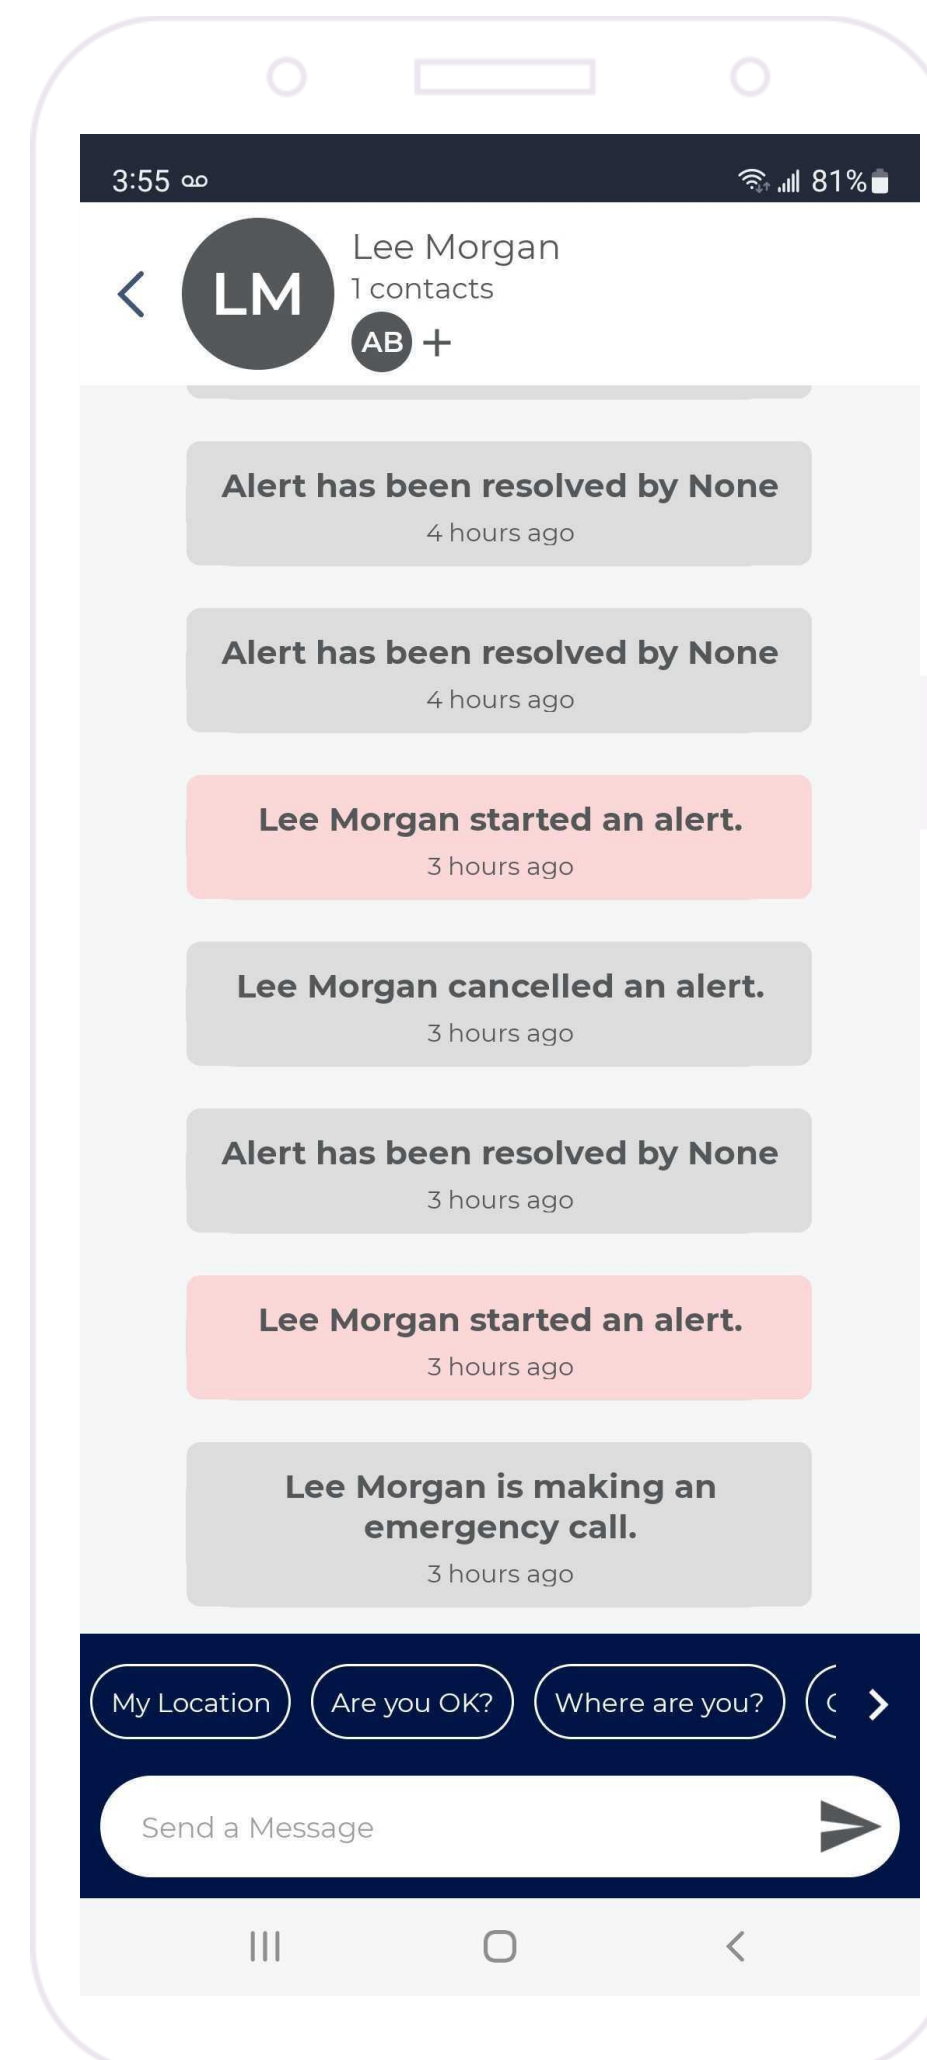 3:55
81%
LM
Lee Morgan
1 contacts
AB +
Alert has been resolved by None
4 hours ago
Alert has been resolved by None
4 hours ago
Lee Morgan started an alert.
3 hours ago
Lee Morgan cancelled an alert.
3 hours ago
Alert has been resolved by None
3 hours ago
Lee Morgan started an alert.
3 hours ago
Lee Morgan is making an
emergency call.
3 hours ago
My Location
Are you OK?
Where are you?
Send a Message